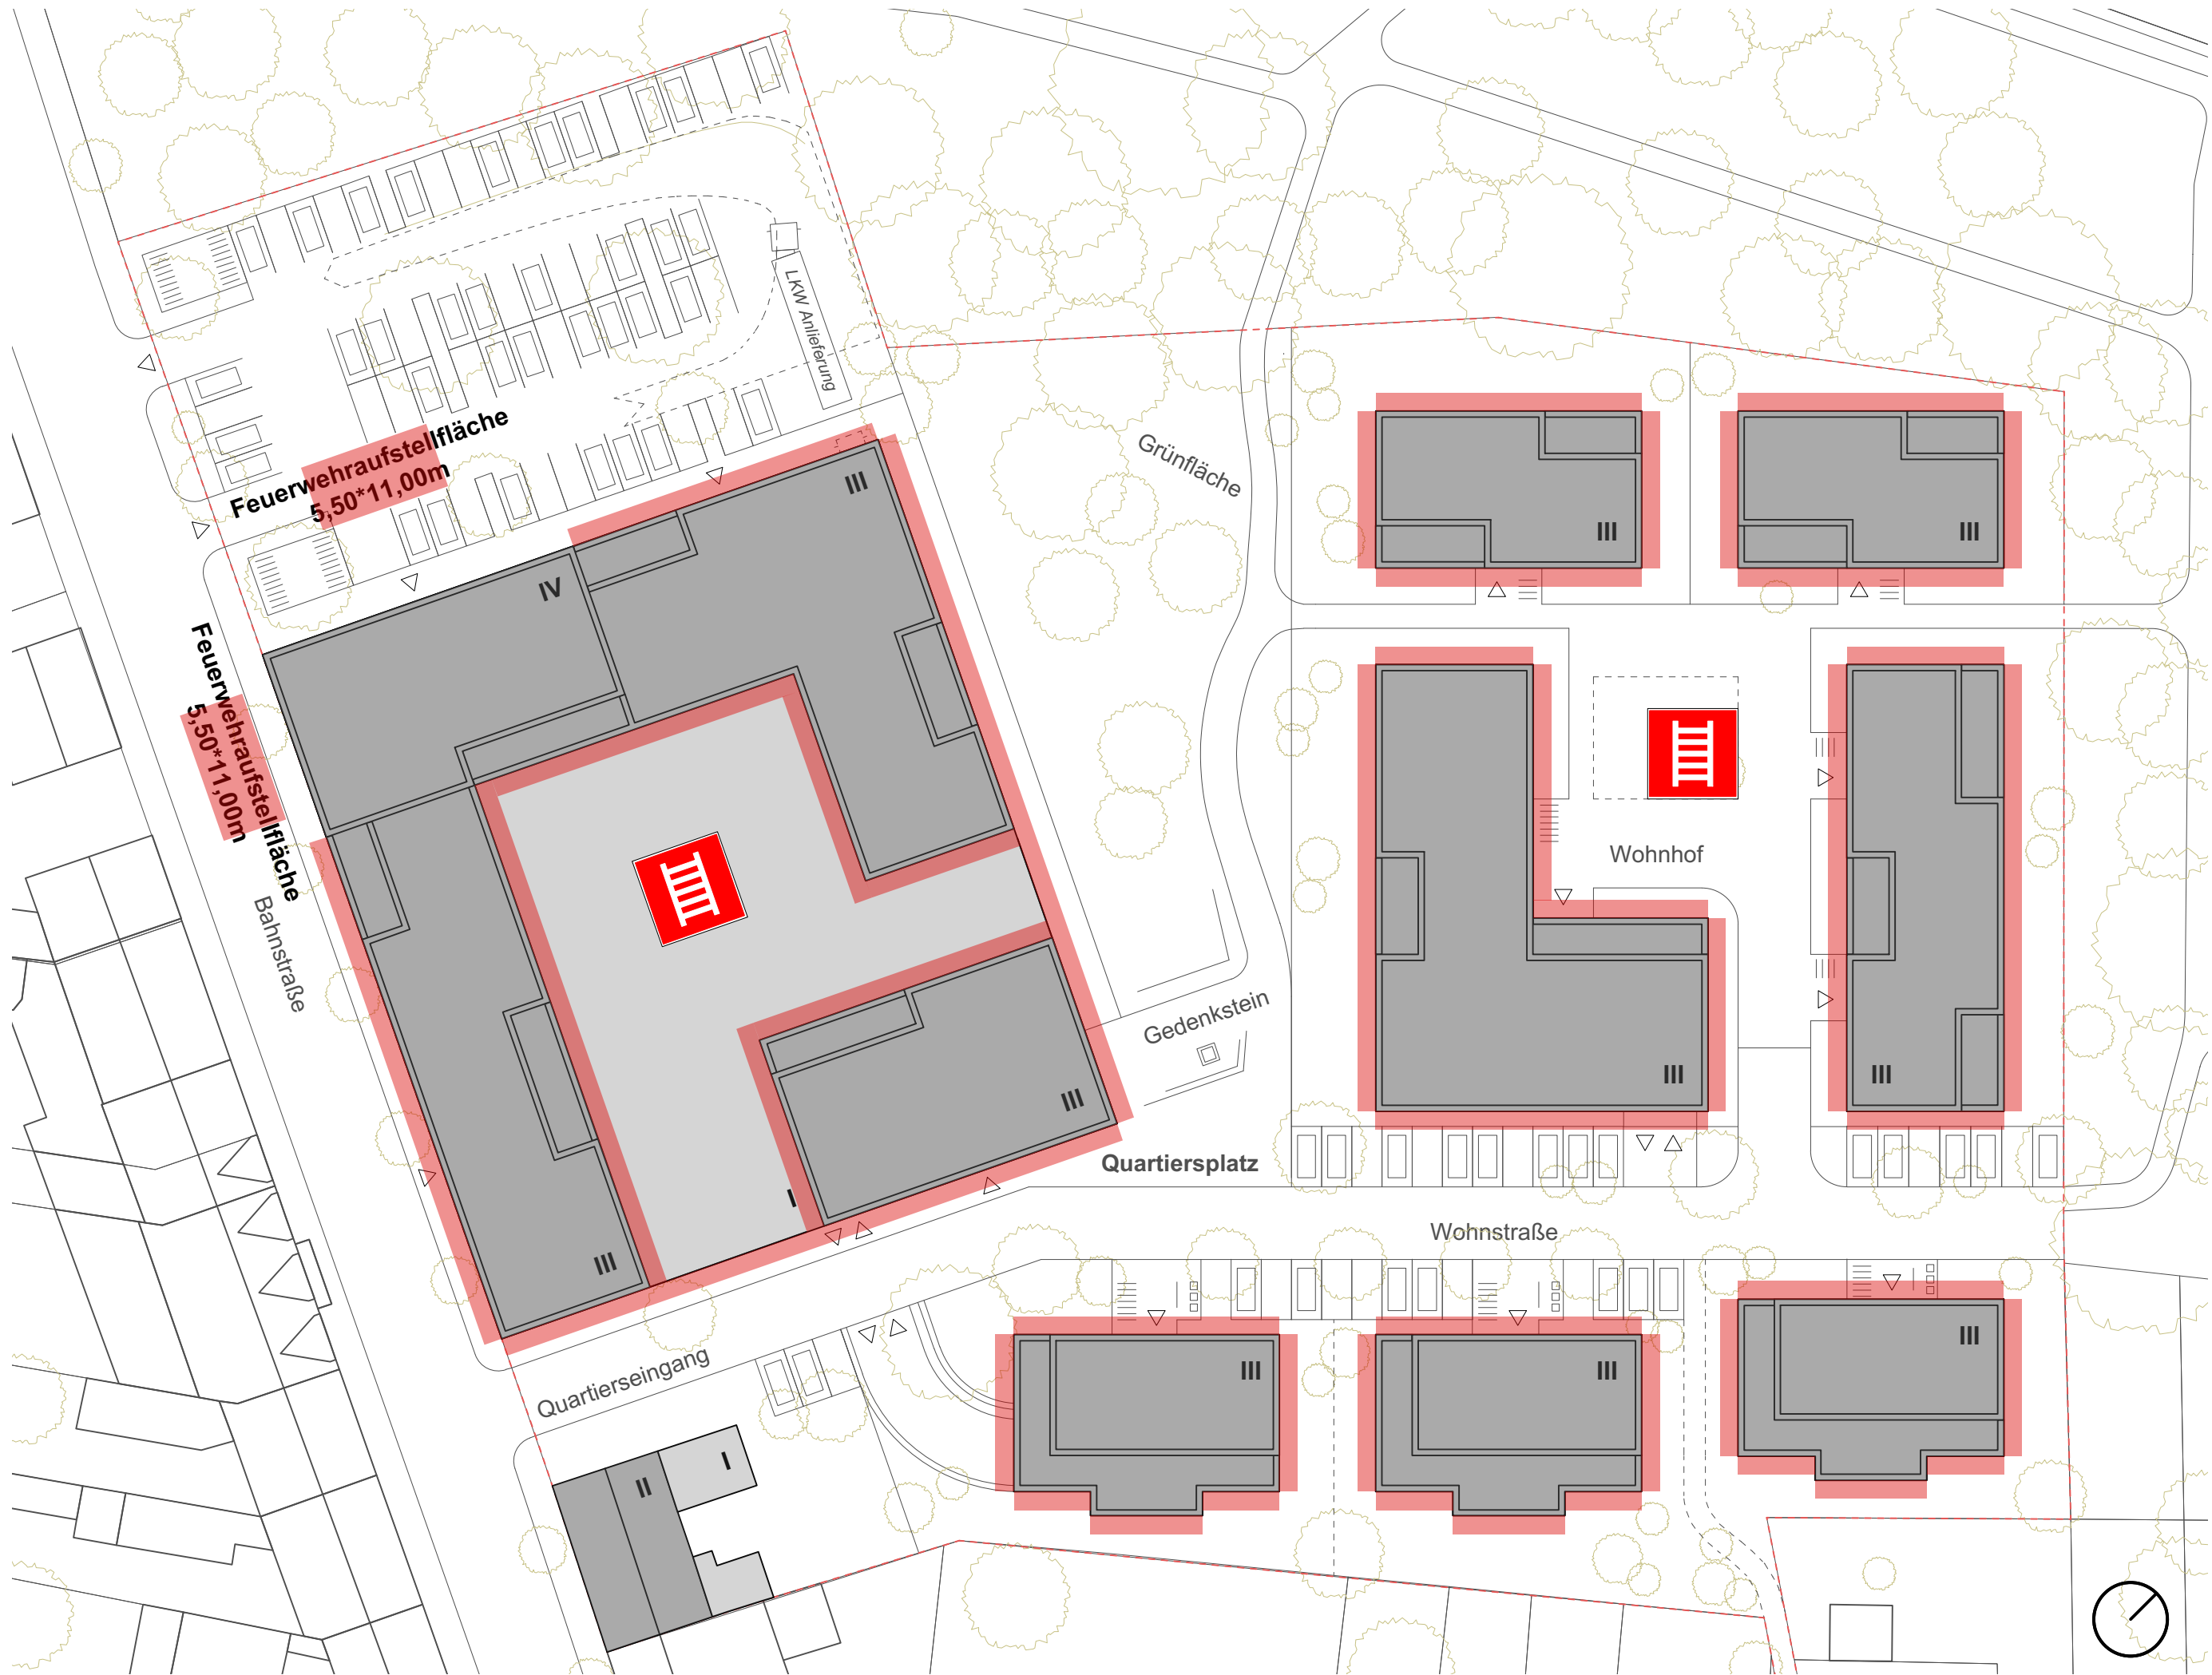 LKW Anlieferung
Feuerwehraufstellfläche
5,50*11,00m
Grünfläche
III
III
III
IV
Feuerwehraufstellfläche
5,50*11,00m
Wohnhof
Bahnstraße
Gedenkstein
III
III
III
Quartiersplatz
I
III
Wohnstraße
III
III
III
Quartierseingang
I
II